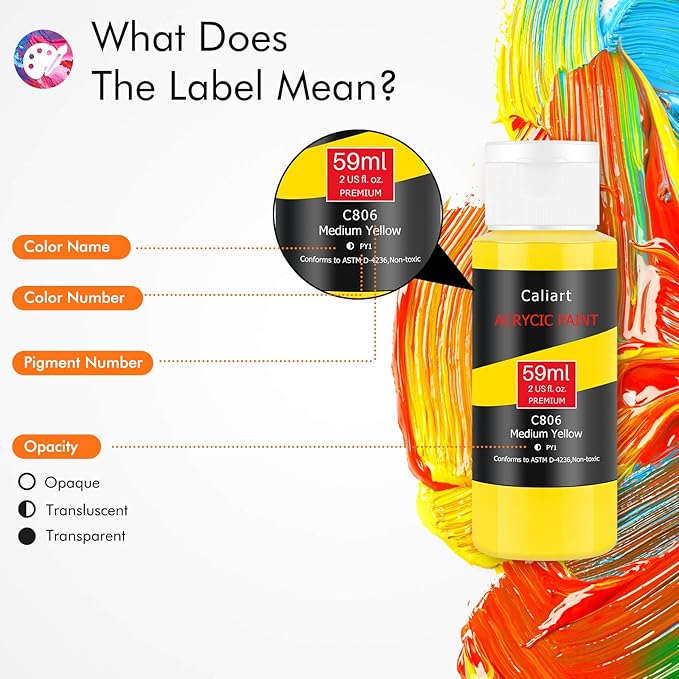 What Does
The Label Mean?
59ml
2 US fl. oz.
PREMIUM
C806
Medium Yellow
PY1
Conforms to ASTM D-4236,Non-toxic
Color Name
Color Number
Pigment Number
Opacity
Opaque
Transluscent
Transparent
Caliart
ACRYCIC PAINT
59ml
2 US fl. oz.
PREMIUM
C806
Medium Yellow
PY1
Conforms to ASTM D-4236,Non-toxic